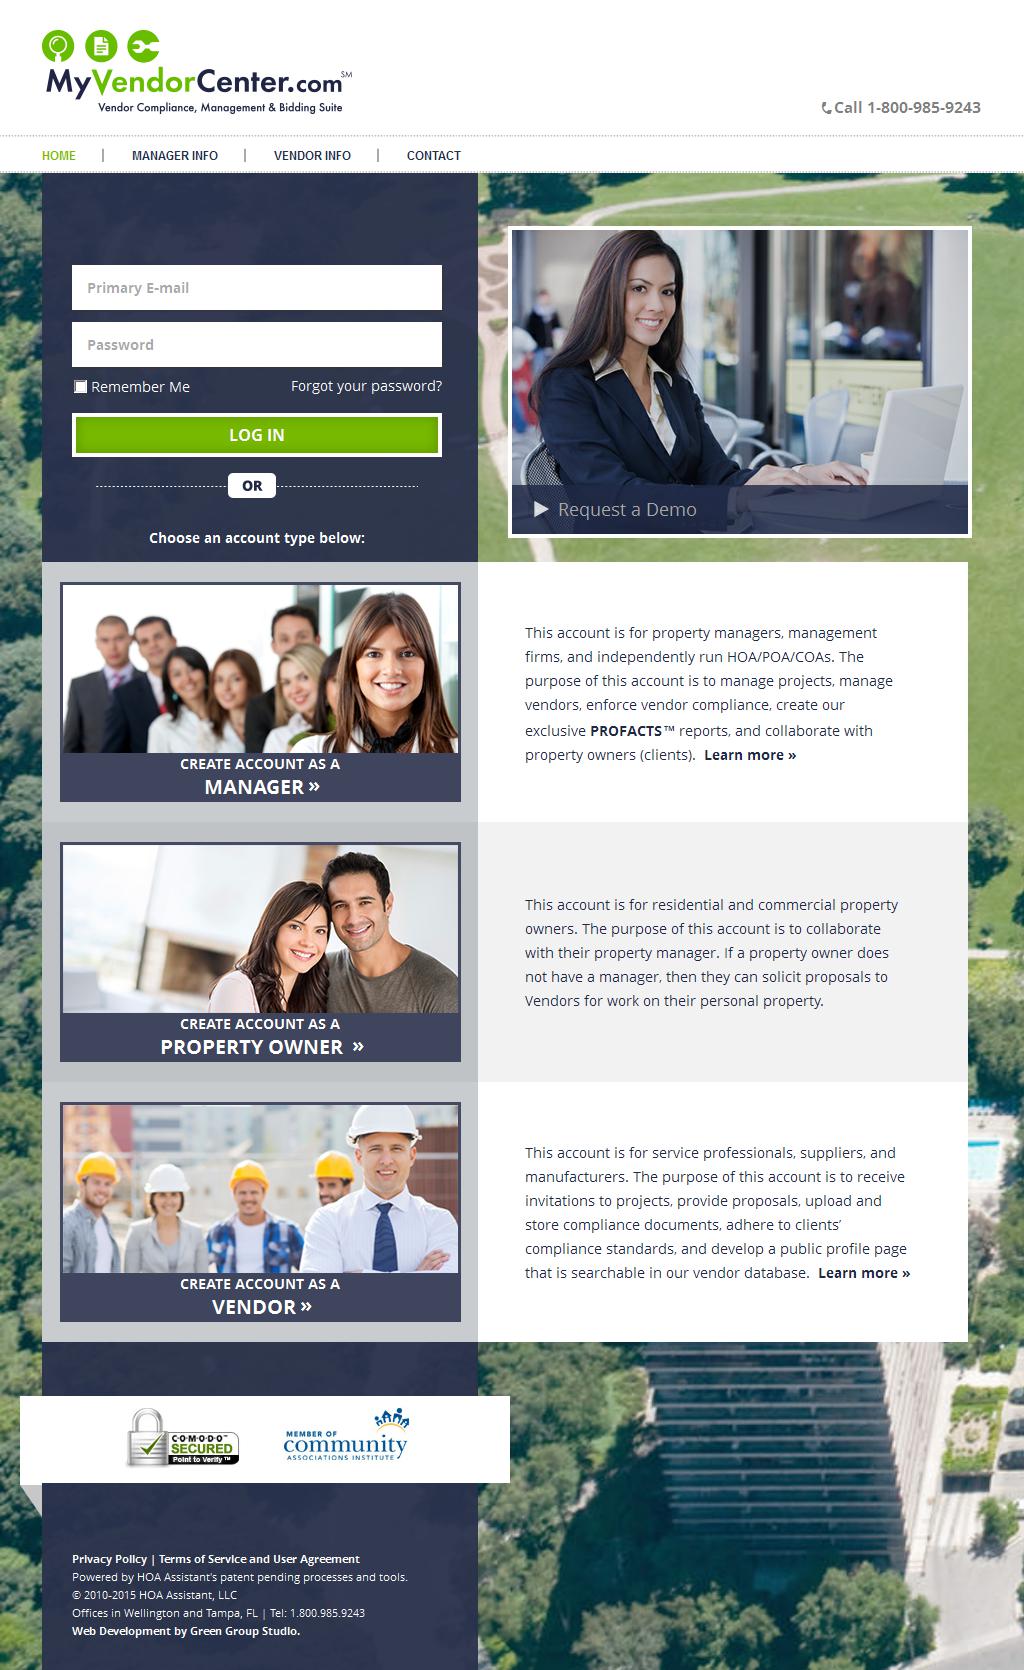 MyVendorCenter.com℠
Vendor Compliance, Management & Bidding Suite
Call 1-800-985-9243
HOME | MANAGER INFO | VENDOR INFO | CONTACT
Primary E-mail
Password
Remember Me Forgot your password?
LOG IN
OR
Choose an account type below:
Request a Demo
CREATE ACCOUNT AS A
MANAGER »
This account is for property managers, management
firms, and independently run HOA/POA/COAs. The
purpose of this account is to manage projects, manage
vendors, enforce vendor compliance, create our
exclusive PROFACTS™ reports, and collaborate with
property owners (clients). Learn more »
CREATE ACCOUNT AS A
PROPERTY OWNER »
This account is for residential and commercial property
owners. The purpose of this account is to collaborate
with their property manager. If a property owner does
not have a manager, then they can solicit proposals to
Vendors for work on their personal property.
CREATE ACCOUNT AS A
VENDOR »
This account is for service professionals, suppliers, and
manufacturers. The purpose of this account is to receive
invitations to projects, provide proposals, upload and
store compliance documents, adhere to clients'
compliance standards, and develop a public profile page
that is searchable in our vendor database. Learn more »
C·O·M·O·D·O™
SECURED
Point to Verify™
MEMBER OF
community
ASSOCIATIONS INSTITUTE
Privacy Policy | Terms of Service and User Agreement
Powered by HOA Assistant's patent pending processes and tools.
© 2010-2015 HOA Assistant, LLC
Offices in Wellington and Tampa, FL | Tel: 1.800.985.9243
Web Development by Green Group Studio.